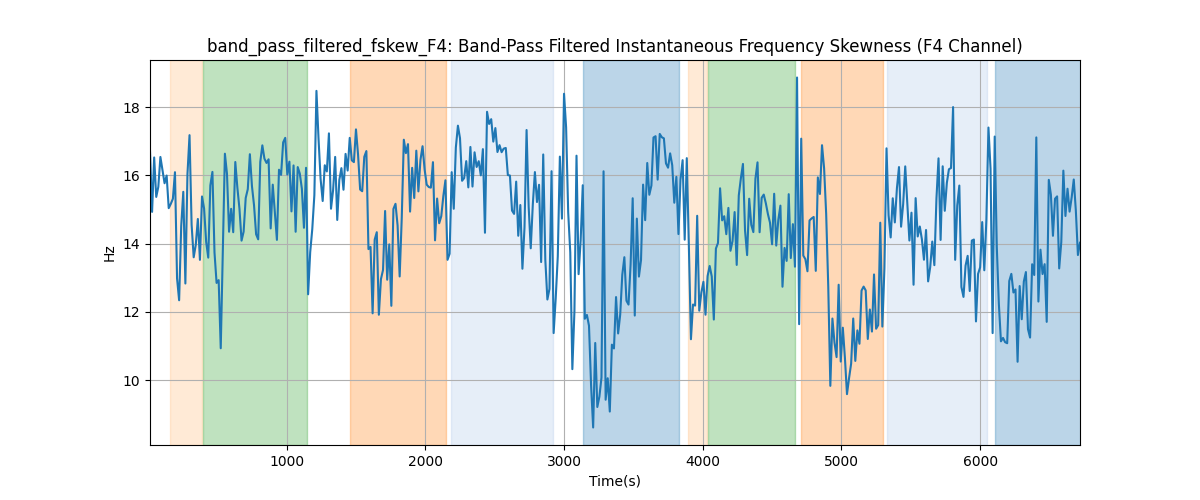 band_pass_filtered_fskew_F4: Band-Pass Filtered Instantaneous Frequency Skewness (F4 Channel)
18
16
14
12
10
Hz
1000 2000 3000 4000 5000 6000
Time(s)